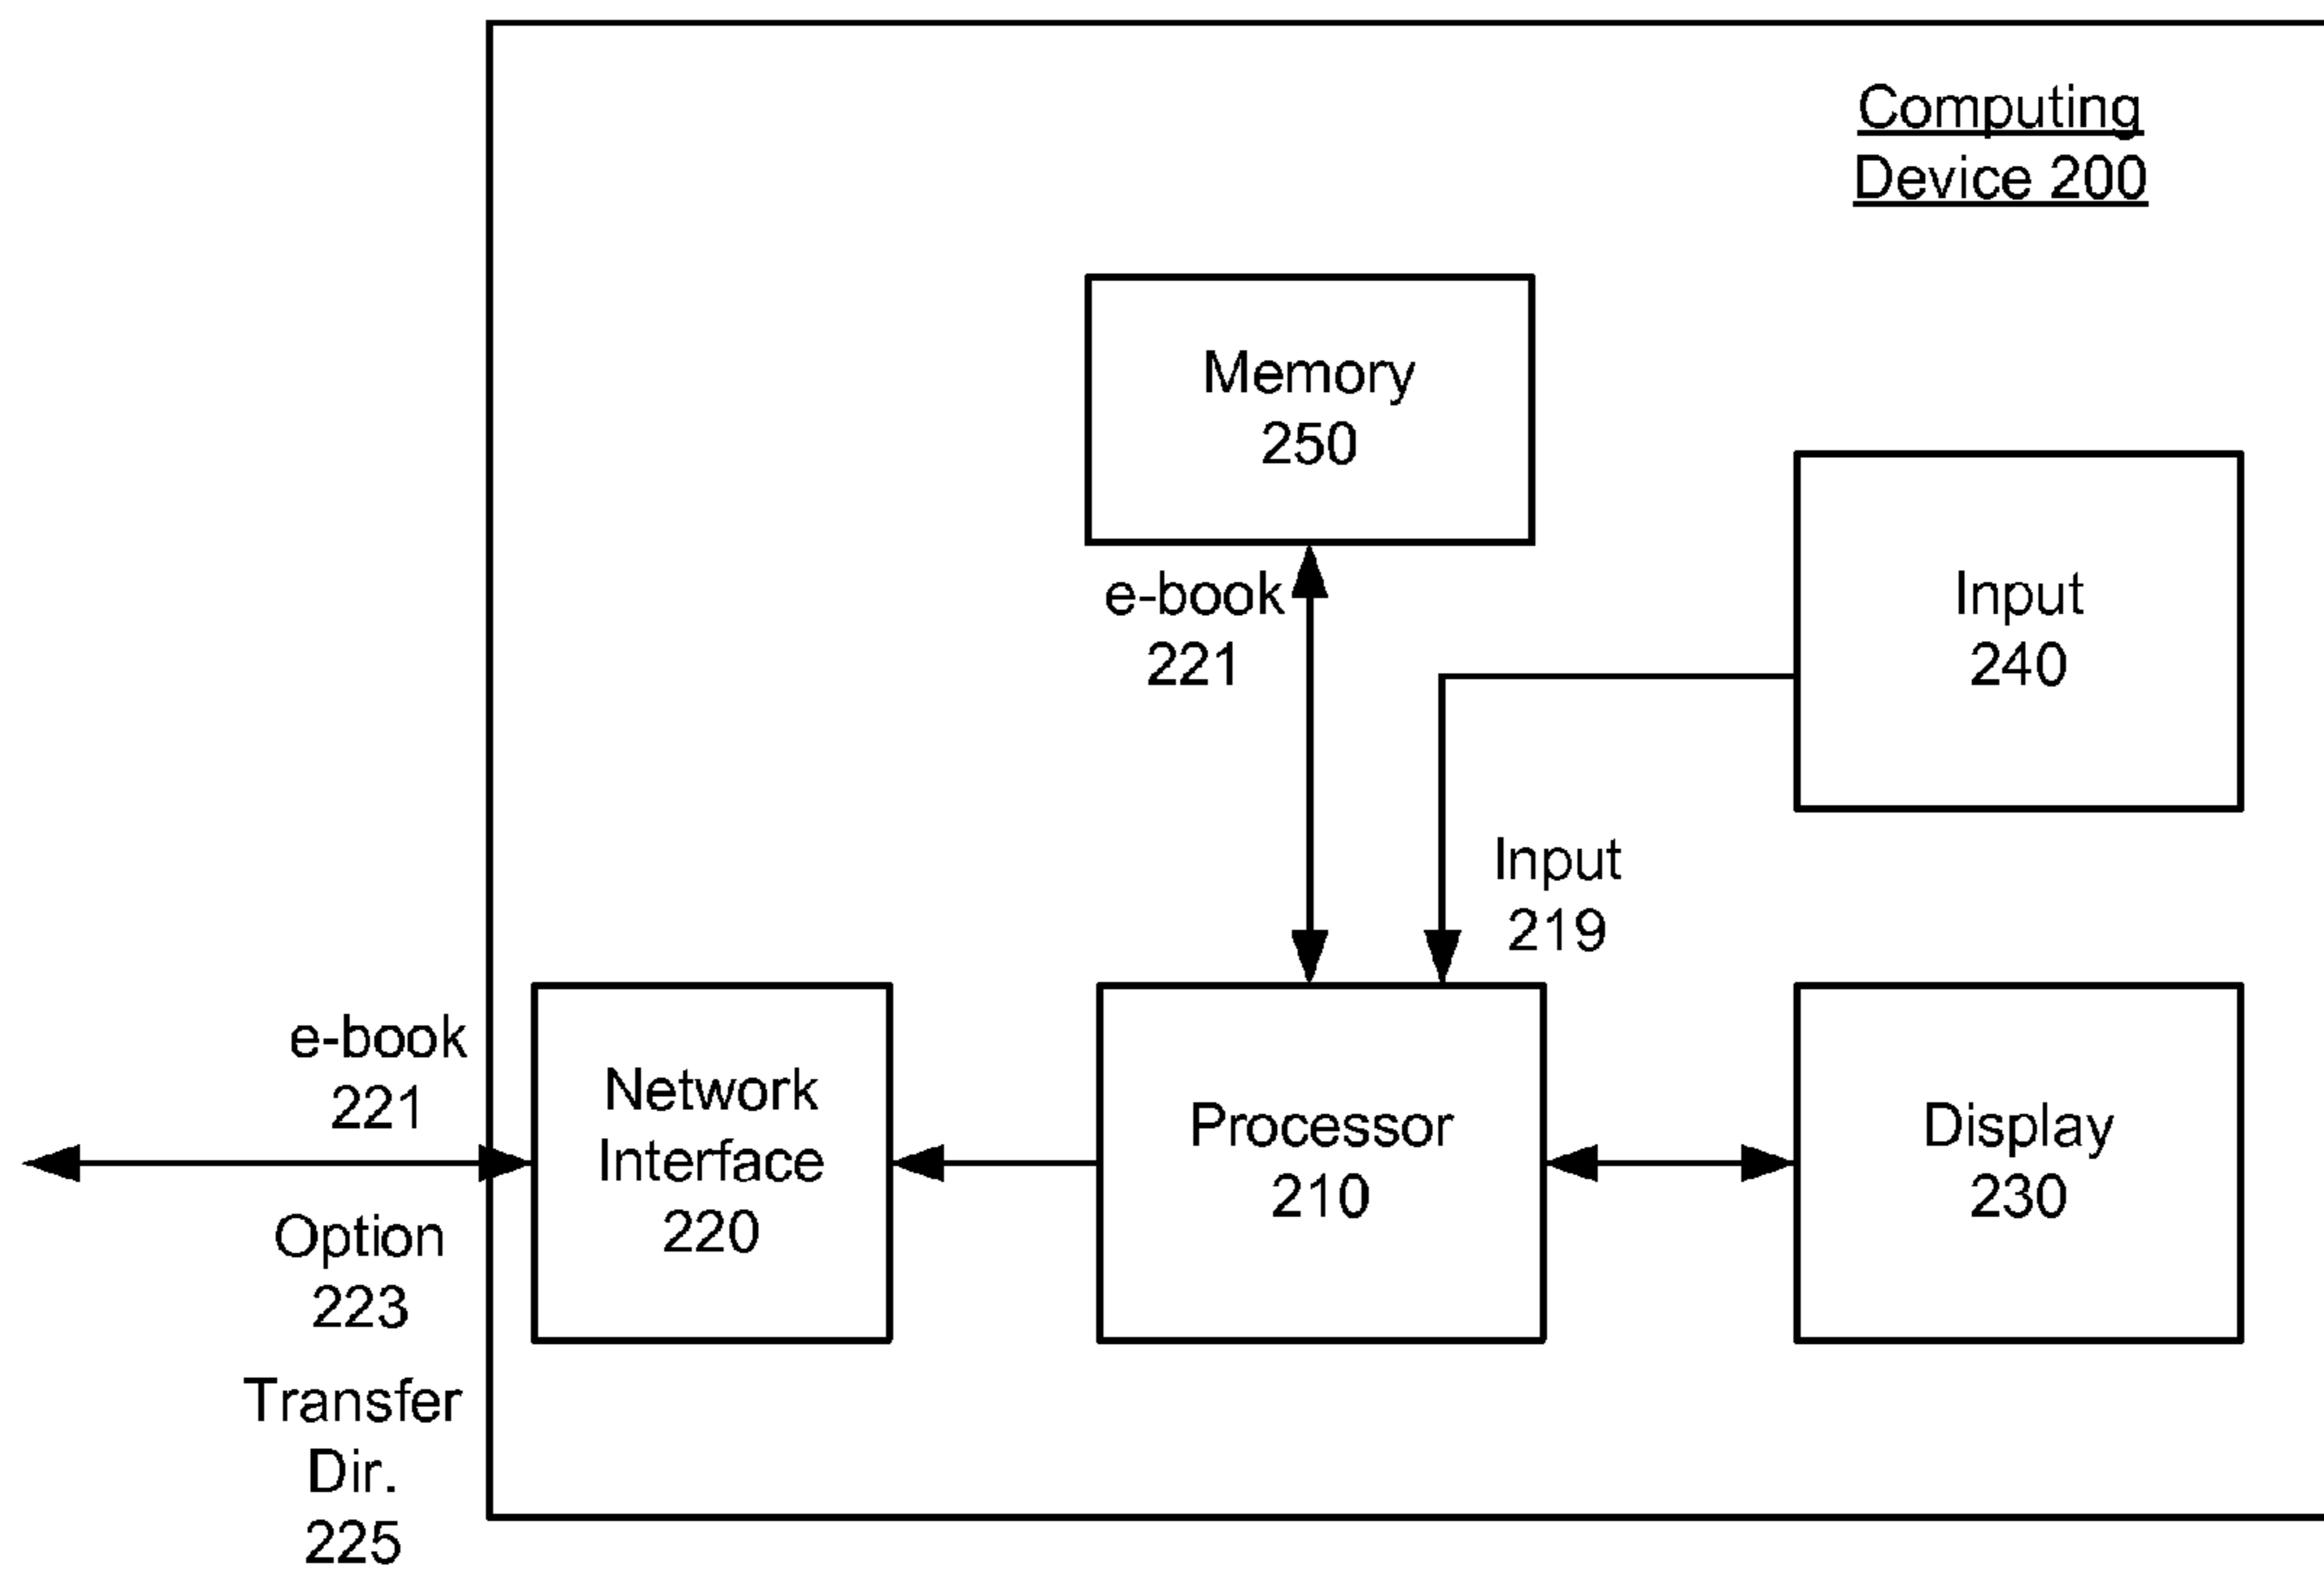 Computing
Device 200
Memory
250
e-book
221
Input
240
Input
219
e-book
221
Option
223
Transfer
Dir.
225
Network
Interface
220
Processor
210
Display
230